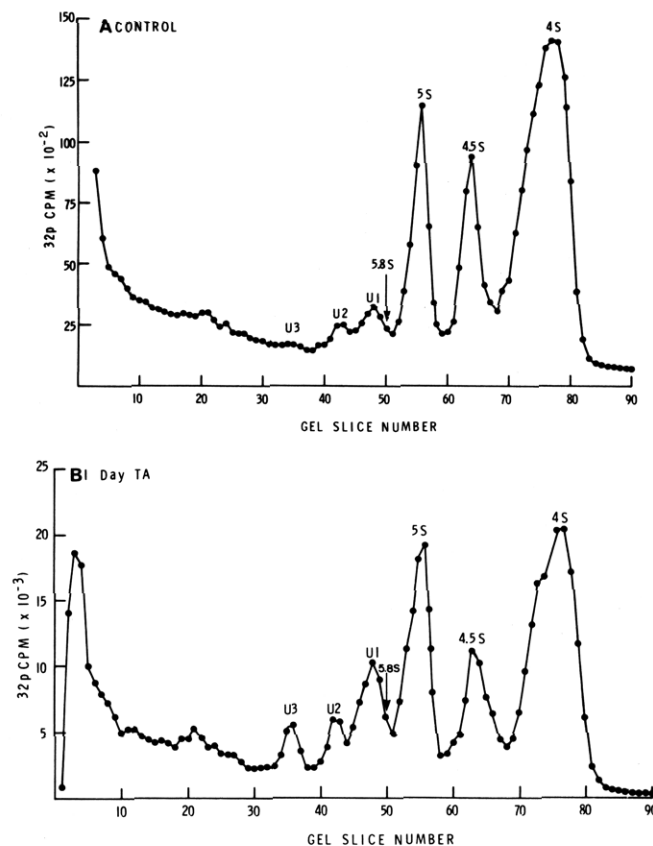 A CONTROL
32p CPM (x 10-2)
150
125
100
75
50
25
U3
U2
U1
5.8S
5S
4.5S
4S
10 20 30 40 50 60 70 80 90
GEL SLICE NUMBER
B I Day TA
32p CPM (x 10-3)
25
20
15
10
5
U3
U2
U1
5.8S
5S
4.5S
4S
10 20 30 40 50 60 70 80 90
GEL SLICE NUMBER